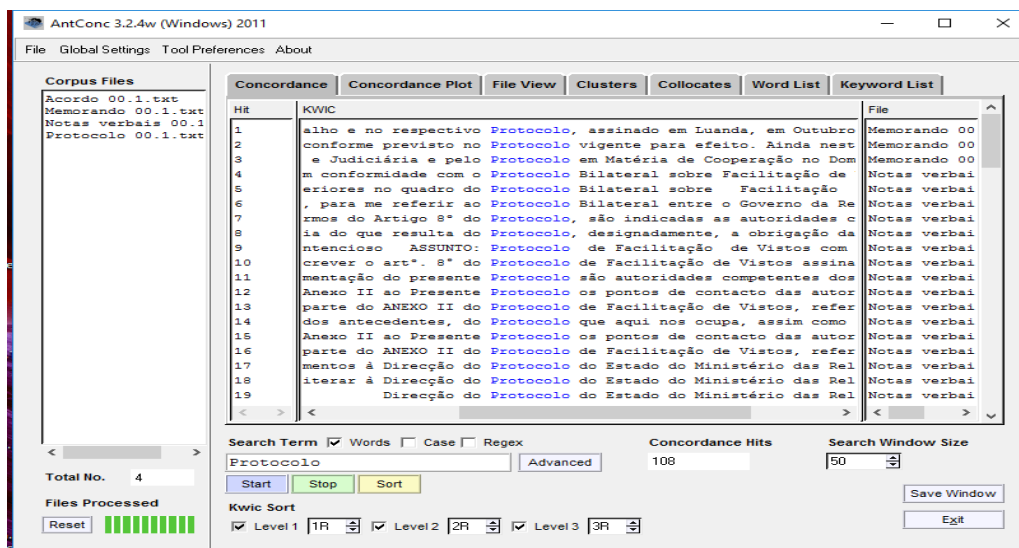 AntConc 3.2.4w (Windows) 2011
File Global Settings Tool Preferences About
Corpus Files
Acordo 00.1.txt
Memorando 00.1.txt
Notas verbais 00.1
Protocolo 00.1.txt
Total No. 4
Files Processed
Reset
Concordance Concordance Plot File View Clusters Collocates Word List Keyword List
Hit KWIC File
1 alho e no respectivo Protocolo, assinado em Luanda, em Outubro Memorando 00
2 conforme previsto no Protocolo vigente para efeito. Ainda nest Memorando 00
3 e Judiciária e pelo Protocolo em Matéria de Cooperação no Dom Memorando 00
4 m conformidade com o Protocolo Bilateral sobre Facilitação de Notas verbai
5 eriores no quadro do Protocolo Bilateral sobre Facilitação Notas verbai
6 , para me referir ao Protocolo Bilateral entre o Governo da Re Notas verbai
7 rmos do Artigo 8° do Protocolo, são indicadas as autoridades c Notas verbai
8 ia do que resulta do Protocolo, designadamente, a obrigação da Notas verbai
9 ntencioso ASSUNTO: Protocolo de Facilitação de Vistos com Notas verbai
10 crever o art°. 8° do Protocolo de Facilitação de Vistos assina Notas verbai
11 mentação do presente Protocolo são autoridades competentes dos Notas verbai
12 Anexo II ao Presente Protocolo os pontos de contacto das autor Notas verbai
13 parte do ANEXO II do Protocolo de Facilitação de Vistos, refer Notas verbai
14 dos antecedentes, do Protocolo que aqui nos ocupa, assim como Notas verbai
15 Anexo II ao Presente Protocolo os pontos de contacto das autor Notas verbai
16 parte do ANEXO II do Protocolo de Facilitação de Vistos, refer Notas verbai
17 mentos à Direcção do Protocolo do Estado do Ministério das Rel Notas verbai
18 iterar à Direcção do Protocolo do Estado do Ministério das Rel Notas verbai
19 Direcção do Protocolo do Estado do Ministério das Rel Notas verbai
Search Term Words Case Regex Concordance Hits Search Window Size
Protocolo Advanced 108 50
Start Stop Sort
Save Window
Kwic Sort
Level 1 1R Level 2 2R Level 3 3R
Exit